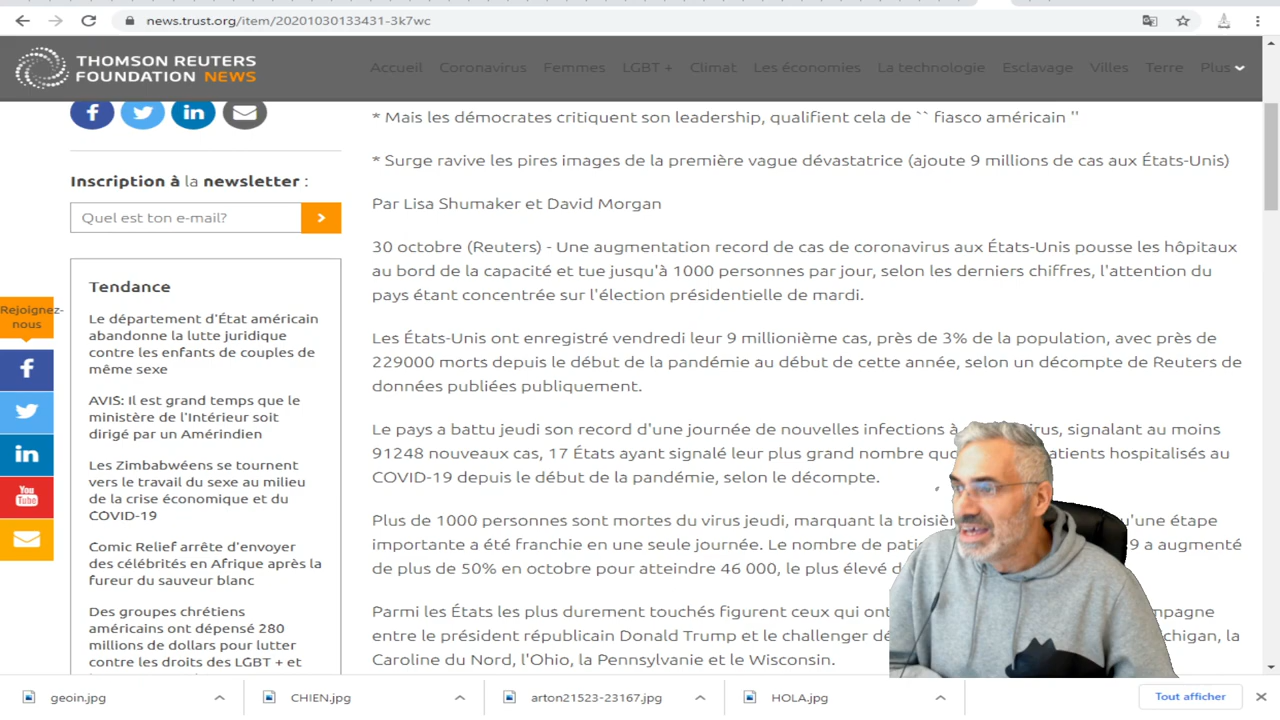 news.trust.org/item/20201030133431-3k7wc
THOMSON REUTERS
FOUNDATION NEWS
Accueil Coronavirus Femmes LGBT + Climat Les économies La technologie Esclavage Villes Terre Plus
Inscription à la newsletter :
Quel est ton e-mail?
Tendance
Le département d'État américain
abandonne la lutte juridique
contre les enfants de couples de
même sexe
AVIS: Il est grand temps que le
ministère de l'Intérieur soit
dirigé par un Amérindien
Les Zimbabwéens se tournent
vers le travail du sexe au milieu
de la crise économique et du
COVID-19
Comic Relief arrête d'envoyer
des célébrités en Afrique après la
fureur du sauveur blanc
Des groupes chrétiens
américains ont dépensé 280
millions de dollars pour lutter
contre les droits des LGBT + et
Rejoignez-
nous
You
Tube
* Mais les démocrates critiquent son leadership, qualifient cela de `` fiasco américain ''
* Surge ravive les pires images de la première vague dévastatrice (ajoute 9 millions de cas aux États-Unis)
Par Lisa Shumaker et David Morgan
30 octobre (Reuters) - Une augmentation record de cas de coronavirus aux États-Unis pousse les hôpitaux
au bord de la capacité et tue jusqu'à 1000 personnes par jour, selon les derniers chiffres, l'attention du
pays étant concentrée sur l'élection présidentielle de mardi.
Les États-Unis ont enregistré vendredi leur 9 millionième cas, près de 3% de la population, avec près de
229000 morts depuis le début de la pandémie au début de cette année, selon un décompte de Reuters de
données publiées publiquement.
Le pays a battu jeudi son record d'une journée de nouvelles infections à signalant au moins
91248 nouveaux cas, 17 États ayant signalé leur plus grand nombre patients hospitalisés au
COVID-19 depuis le début de la pandémie, selon le décompte.
Plus de 1000 personnes sont mortes du virus jeudi, marquant la qu'une étape
importante a été franchie en une seule journée. Le nombre de a augmenté
de plus de 50% en octobre pour atteindre 46 000, le plus élevé
Parmi les États les plus durement touchés figurent ceux qui
entre le président républicain Donald Trump et le challenger la
Caroline du Nord, l'Ohio, la Pennsylvanie et le Wisconsin.
geoin.jpg CHIEN.jpg arton21523-23167.jpg HOLA.jpg Tout afficher